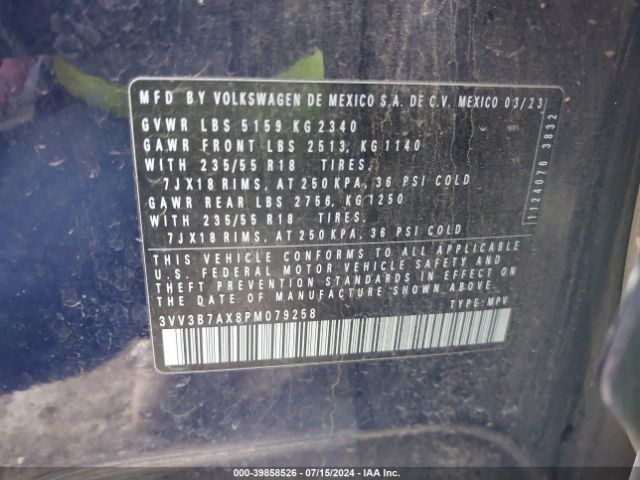 MFD BY VOLKSWAGEN DE MEXICO S.A. DE C.V. MEXICO 03/23
GVWR LBS 5159 KG 2340
GAWR FRONT LBS 2513, KG 1140
WITH 235/55 R18 TIRES,
7JX18 RIMS, AT 250 KPA, 36 PSI COLD
GAWR REAR LBS 2756, KG 1250
WITH 235/55 R18 TIRES,
7JX18 RIMS, AT 250 KPA, 36 PSI COLD
1124076 3832
THIS VEHICLE CONFORMS TO ALL APPLICABLE
U.S. FEDERAL MOTOR VEHICLE SAFETY AND
THEFT PREVENTION STANDARDS IN EFFECT ON
THE DATE OF MANUFACTURE SHOWN ABOVE.
3VV3B7AX8PM079258 TYPE: MPV
000-39858526 - 07/15/2024 - IAA Inc.